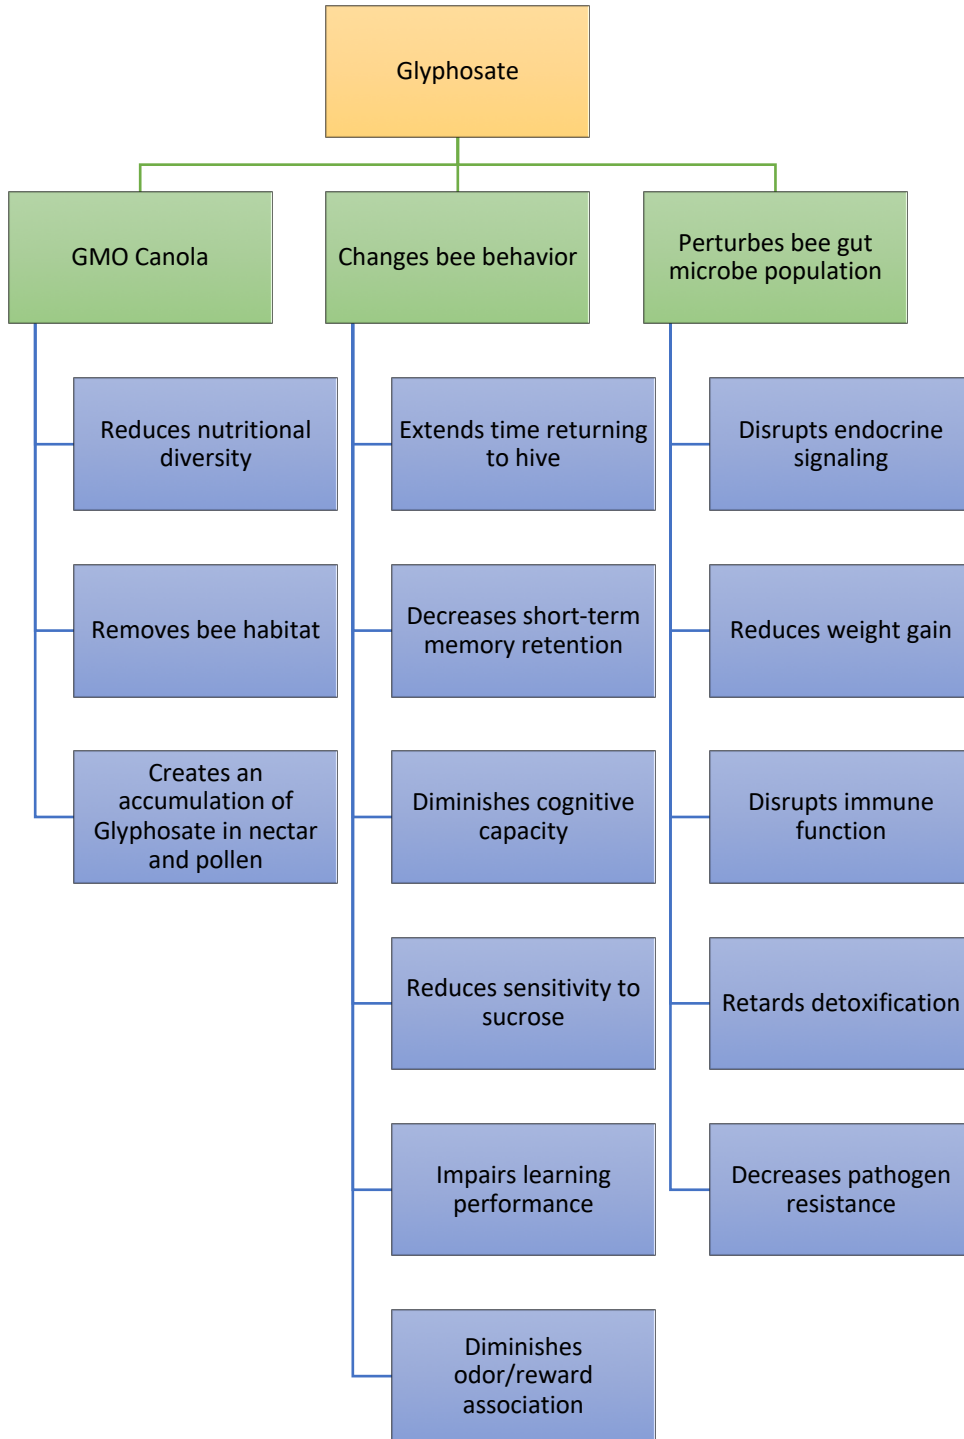 Glyphosate
GMO Canola
Changes bee behavior
Perturbes bee gut
microbe population
Reduces nutritional
diversity
Removes bee habitat
Creates an
accumulation of
Glyphosate in nectar
and pollen
Extends time returning
to hive
Decreases short-term
memory retention
Diminishes cognitive
capacity
Reduces sensitivity to
sucrose
Impairs learning
performance
Diminishes
odor/reward
association
Disrupts endocrine
signaling
Reduces weight gain
Disrupts immune
function
Retards detoxification
Decreases pathogen
resistance